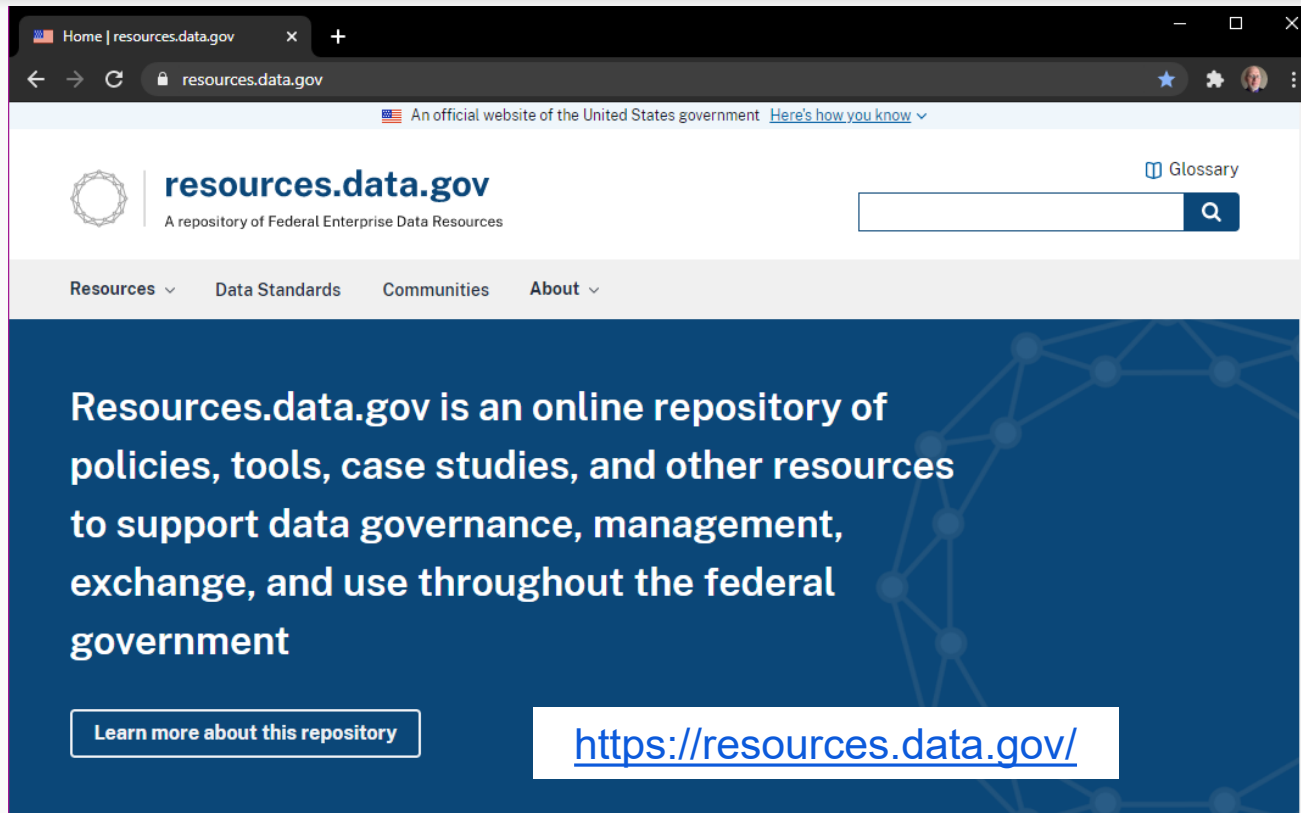 Home | resources.data.gov
resources.data.gov
An official website of the United States government Here's how you know
resources.data.gov
A repository of Federal Enterprise Data Resources
Glossary
Resources Data Standards Communities About
Resources.data.gov is an online repository of
policies, tools, case studies, and other resources
to support data governance, management,
exchange, and use throughout the federal
government
Learn more about this repository
https://resources.data.gov/